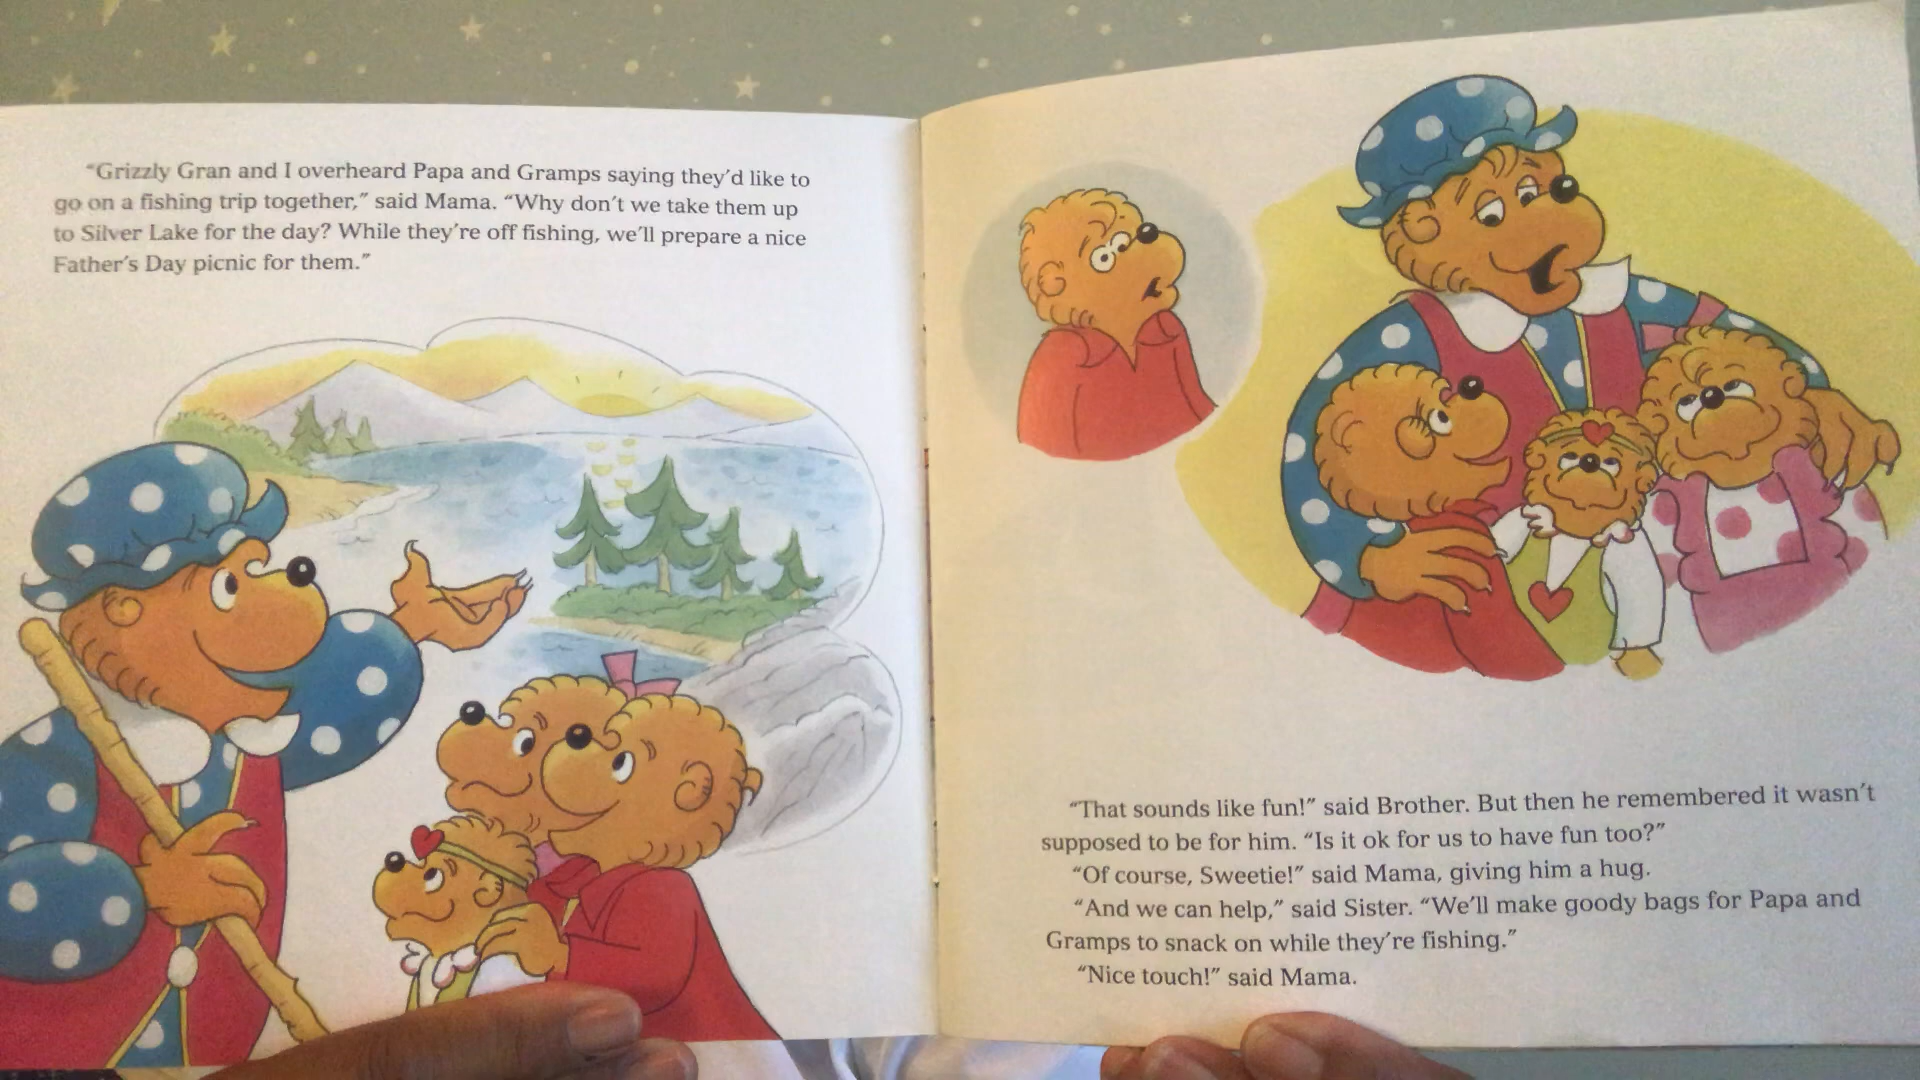 “Grizzly Gran and I overheard Papa and Gramps saying they’d like to
go on a fishing trip together,” said Mama. “Why don’t we take them up
to Silver Lake for the day? While they’re off fishing, we’ll prepare a nice
Father’s Day picnic for them.”
“That sounds like fun!” said Brother. But then he remembered it wasn’t
supposed to be for him. “Is it ok for us to have fun too?”
“Of course, Sweetie!” said Mama, giving him a hug.
“And we can help,” said Sister. “We’ll make goody bags for Papa and
Gramps to snack on while they’re fishing.”
“Nice touch!” said Mama.